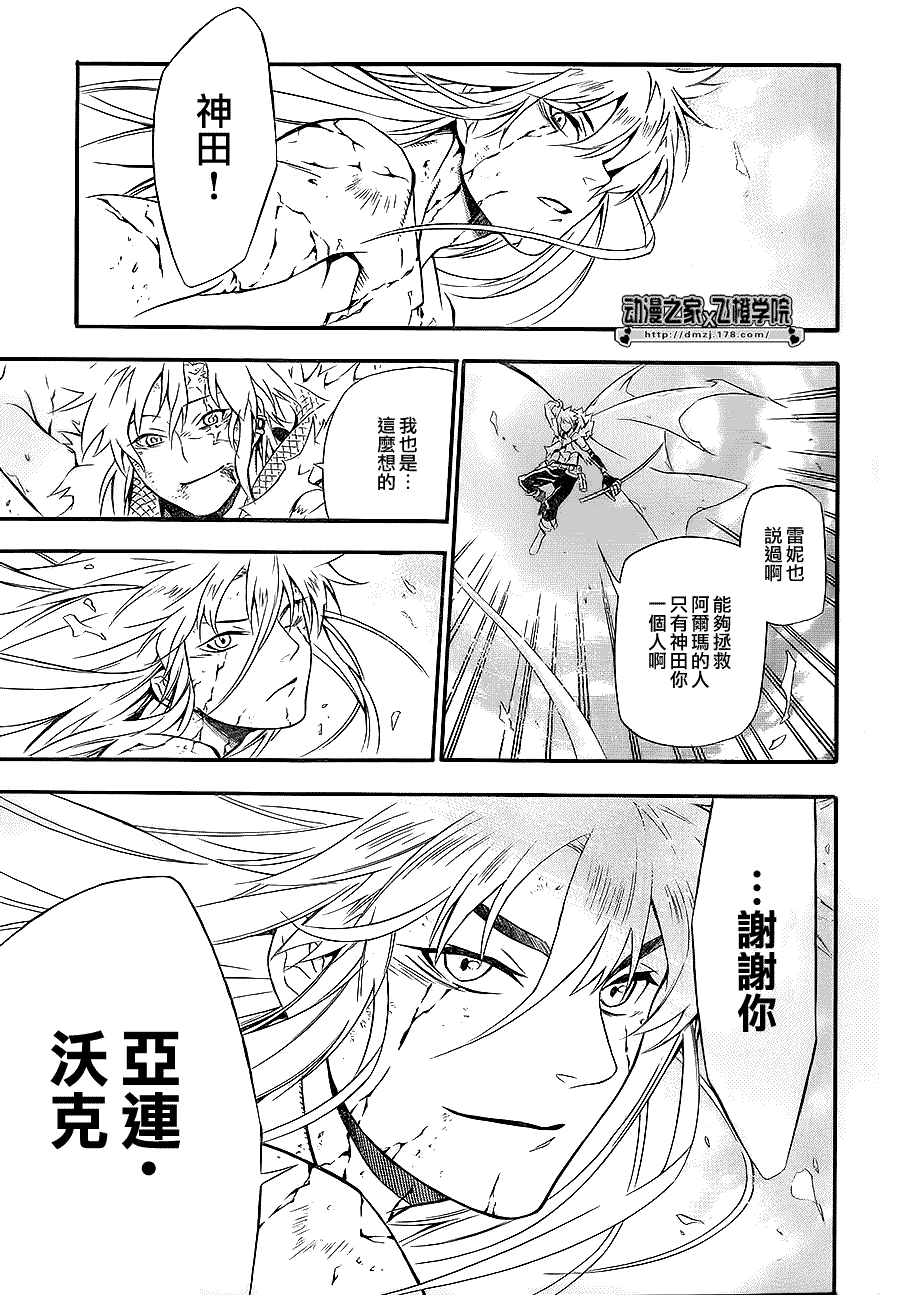 神田！
动漫之家x飞橙学院
http://dmzj.178.com/
雷妮也
説過啊
能夠拯救
阿爾瑪的人
只有神田你
一個人啊
我也是…
這麼想的
…謝謝你
亞連・
沃克